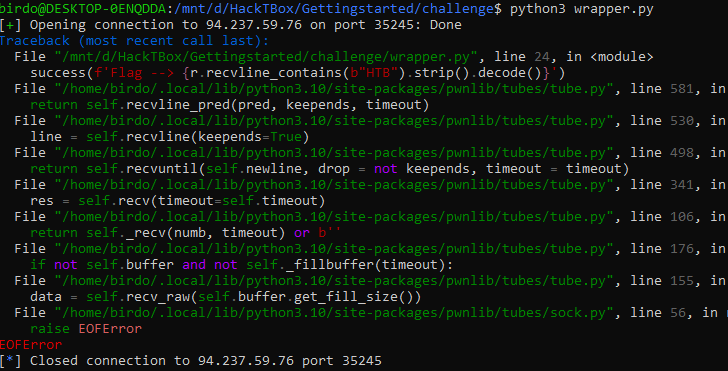 birdo@DESKTOP-0ENQDDA:/mnt/d/HackTBox/Gettingstarted/challenge$ python3 wrapper.py
[+] Opening connection to 94.237.59.76 on port 35245: Done
Traceback (most recent call last):
  File "/mnt/d/HackTBox/Gettingstarted/challenge/wrapper.py", line 24, in <module>
    success(f'Flag --> {r.recvline_contains(b"HTB").strip().decode()}')
  File "/home/birdo/.local/lib/python3.10/site-packages/pwnlib/tubes/tube.py", line 581, in
    return self.recvline_pred(pred, keepends, timeout)
  File "/home/birdo/.local/lib/python3.10/site-packages/pwnlib/tubes/tube.py", line 530, in
    line = self.recvline(keepends=True)
  File "/home/birdo/.local/lib/python3.10/site-packages/pwnlib/tubes/tube.py", line 498, in
    return self.recvuntil(self.newline, drop = not keepends, timeout = timeout)
  File "/home/birdo/.local/lib/python3.10/site-packages/pwnlib/tubes/tube.py", line 341, in
    res = self.recv(timeout=self.timeout)
  File "/home/birdo/.local/lib/python3.10/site-packages/pwnlib/tubes/tube.py", line 106, in
    return self._recv(numb, timeout) or b''
  File "/home/birdo/.local/lib/python3.10/site-packages/pwnlib/tubes/tube.py", line 176, in
    if not self.buffer and not self._fillbuffer(timeout):
  File "/home/birdo/.local/lib/python3.10/site-packages/pwnlib/tubes/tube.py", line 155, in
    data = self.recv_raw(self.buffer.get_fill_size())
  File "/home/birdo/.local/lib/python3.10/site-packages/pwnlib/tubes/sock.py", line 56, in
    raise EOFError
EOFError
[*] Closed connection to 94.237.59.76 port 35245